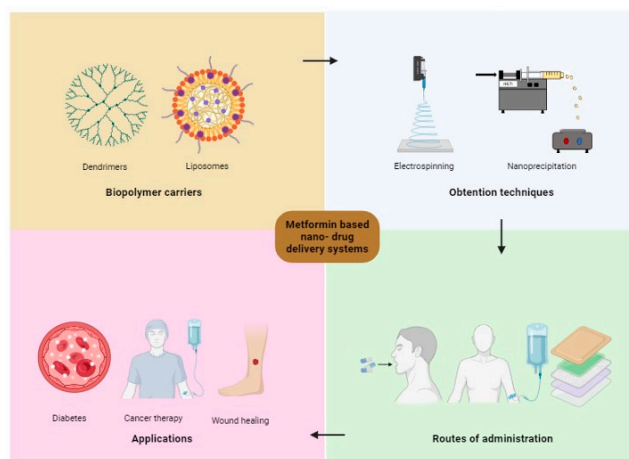 Dendrimers
Liposomes
Biopolymer carriers
Electrospinning
Nanoprecipitation
Obtention techniques
Metformin based
nano- drug
delivery systems
Diabetes
Cancer therapy
Wound healing
Applications
Routes of administration